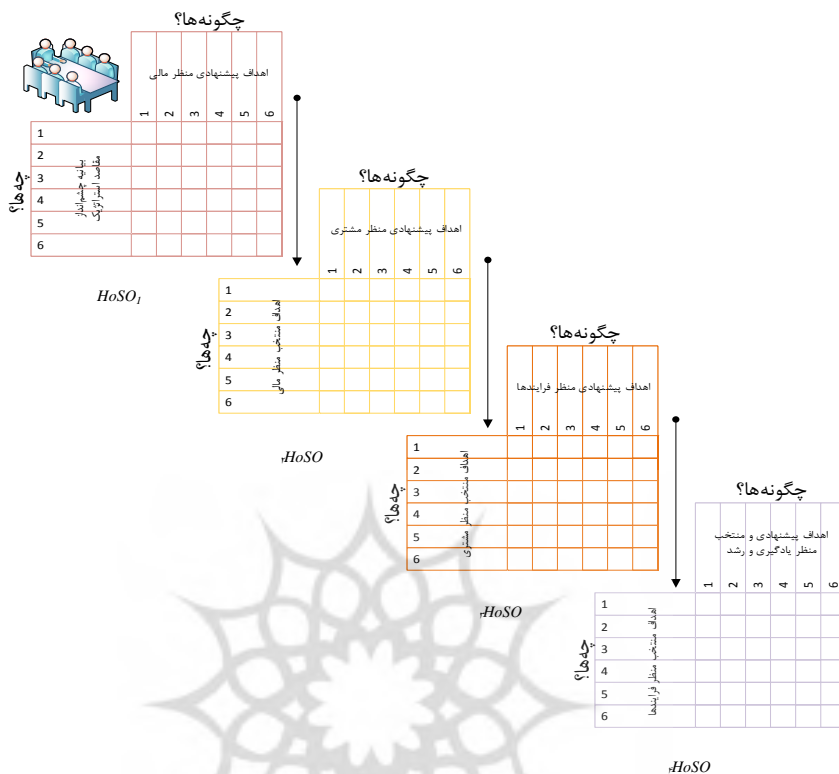 چگونه‌ها؟
اهداف پیشنهادی منظر مالی
1 2 3 4 5 6
چه‌ها؟
بیانیه چشم‌انداز
مقاصد استراتژیک
1
2
3
4
5
6
HoSO1
چگونه‌ها؟
اهداف پیشنهادی منظر مشتری
1 2 3 4 5 6
چه‌ها؟
اهداف منتخب منظر مالی
1
2
3
4
5
6
HoSO
چگونه‌ها؟
اهداف پیشنهادی منظر فرایندها
1 2 3 4 5 6
چه‌ها؟
اهداف منتخب منظر مشتری
1
2
3
4
5
6
HoSO
چگونه‌ها؟
اهداف پیشنهادی و منتخب
منظر یادگیری و رشد
1 2 3 4 5 6
چه‌ها؟
اهداف منتخب منظر فرایندها
1
2
3
4
5
6
HoSO